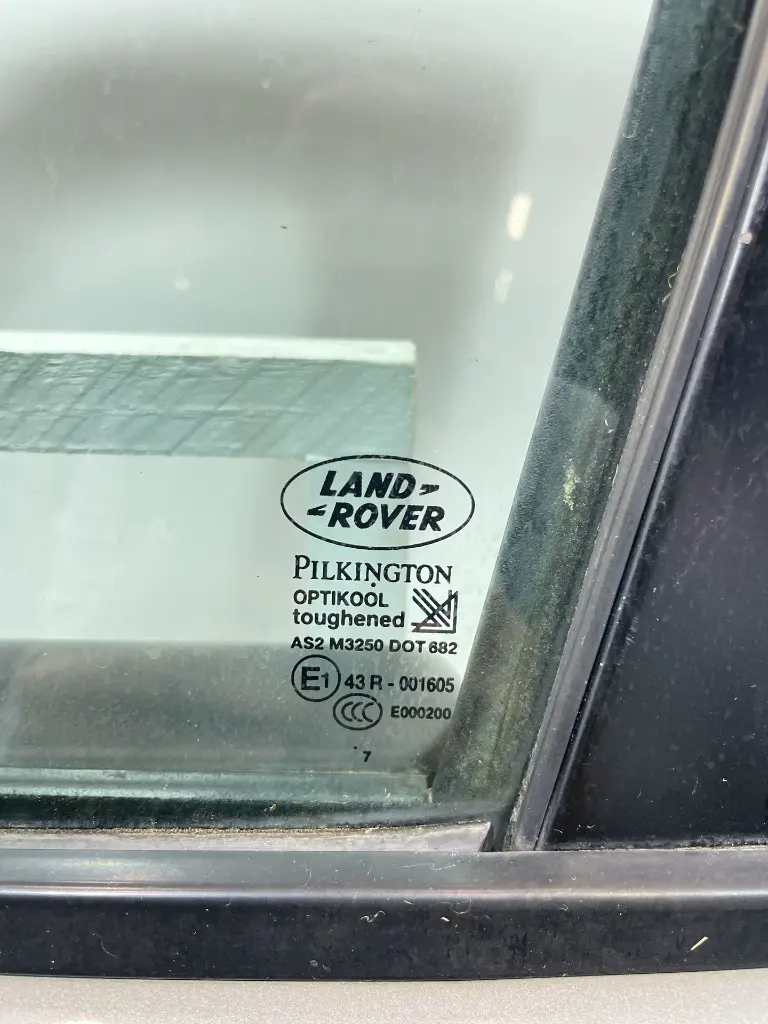 LAND
ROVER
PILKINGTON
OPTIKOOL
toughened
AS2 M3250 DOT 682
E1 43 R - 001605
CCC E000200
7